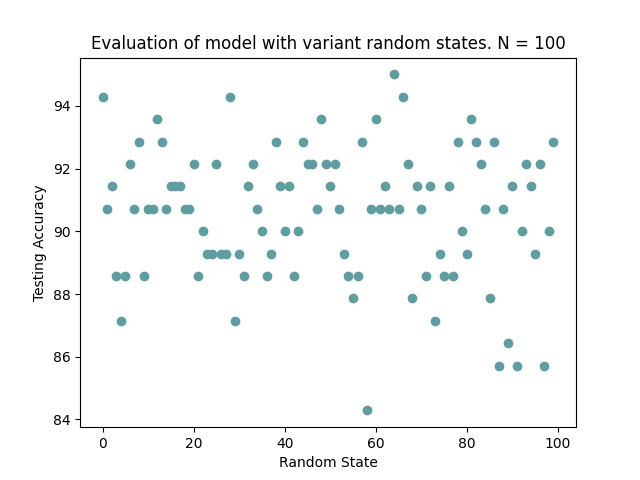 Evaluation of model with variant random states. N = 100
94
92
90
88
86
84
Testing Accuracy
0 20 40 60 80 100
Random State